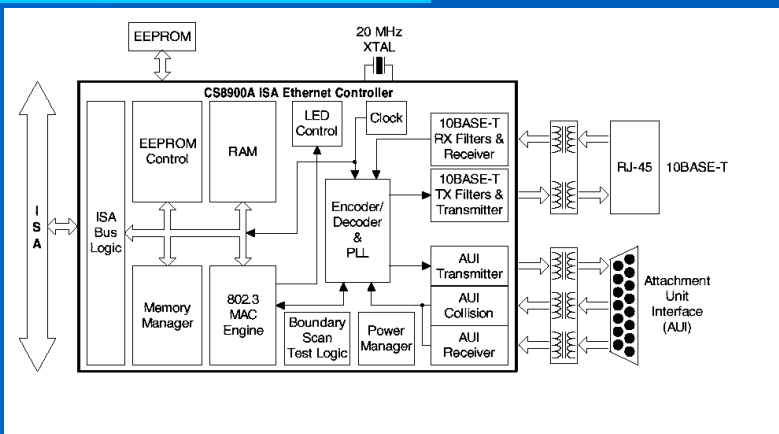 EEPROM
20 MHz
XTAL
CS8900A ISA Ethernet Controller
EEPROM
Control
RAM
LED
Control
Clock
10BASE-T
RX Filters &
Receiver
RJ-45
10BASE-T
10BASE-T
TX Filters &
Transmitter
I
S
A
ISA
Bus
Logic
Encoder/
Decoder
&
PLL
Memory
Manager
802.3
MAC
Engine
Boundary
Scan
Test Logic
Power
Manager
AUI
Transmitter
AUI
Collision
AUI
Receiver
Attachment
Unit
Interface
(AUI)